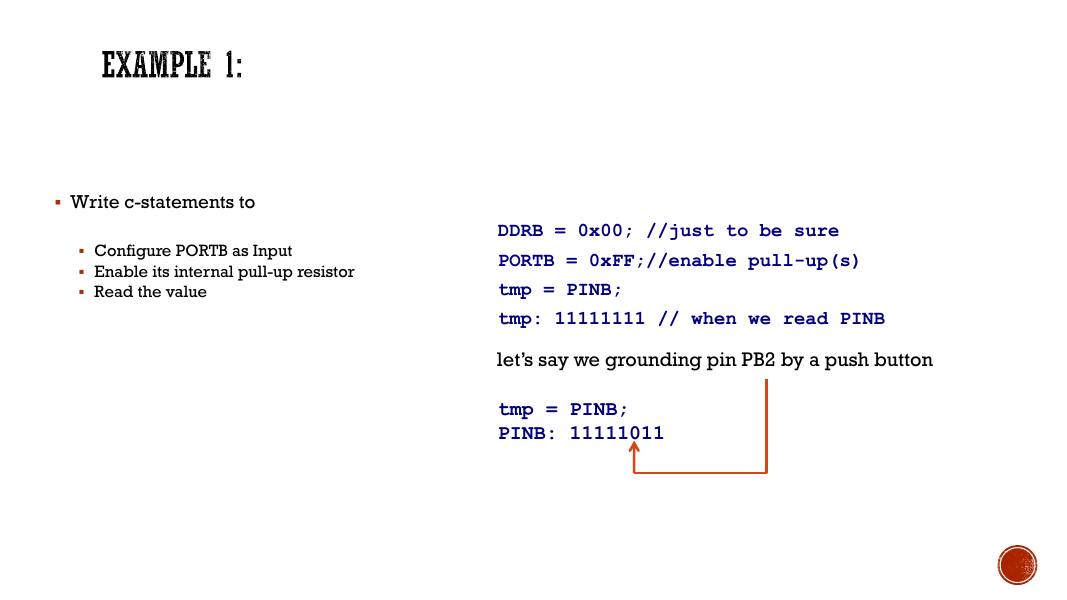 EXAMPLE 1:
▪ Write c-statements to
▪ Configure PORTB as Input
▪ Enable its internal pull-up resistor
▪ Read the value
DDRB = 0x00; //just to be sure
PORTB = 0xFF;//enable pull-up(s)
tmp = PINB;
tmp: 11111111 // when we read PINB
let’s say we grounding pin PB2 by a push button
tmp = PINB;
PINB: 11111011